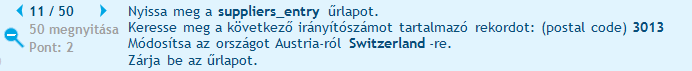 11 / 50
50 megnyitása
Pont: 2
Nyissa meg a suppliers_entry űrlapot.
Keresse meg a következő irányítószámot tartalmazó rekordot: (postal code) 3013
Módosítsa az országot Austria-ról Switzerland -re.
Zárja be az űrlapot.